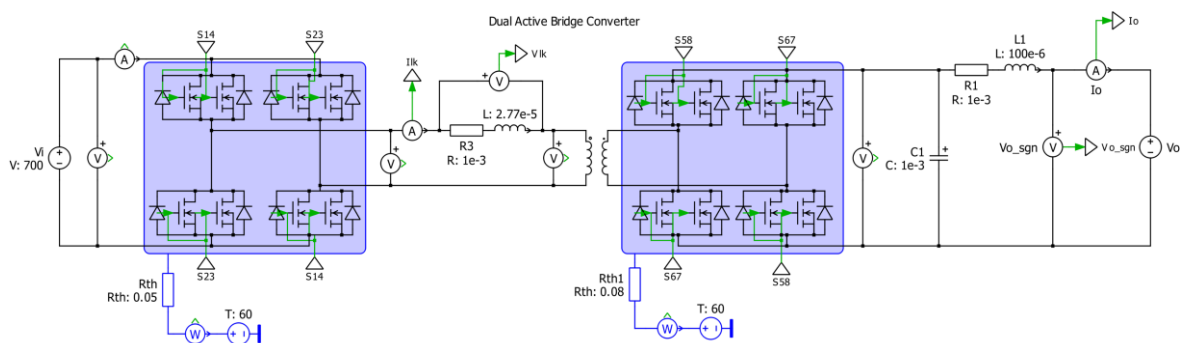 Dual Active Bridge Converter
S14
S23
S58
S67
Io
Ilk
Vlk
L1
L: 100e-6
A
A
V
L: 2.77e-5
R1
R: 1e-3
A
Io
R3
R: 1e-3
Vi
V: 700
V
V
V
V
C1
C: 1e-3
Vo_sgn
V
Vo_sgn
Vo
S23
S14
S67
S58
Rth
Rth: 0.05
T: 60
W
Rth1
Rth: 0.08
T: 60
W